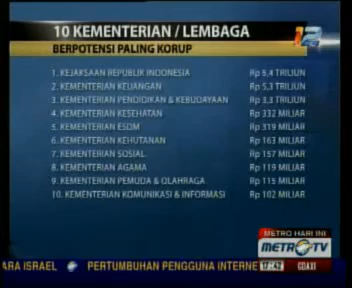 10 KEMENTERIAN / LEMBAGA
BERPOTENSI PALING KORUP
1. KEJAKSAAN REPUBLIK INDONESIA Rp 5,4 TRILIUN
2. KEMENTERIAN KEUANGAN Rp 5,3 TRILIUN
3. KEMENTERIAN PENDIDIKAN & KEBUDAYAAN Rp 3,3 TRILIUN
4. KEMENTERIAN KESEHATAN Rp 332 MILIAR
5. KEMENTERIAN ESDM Rp 319 MILIAR
6. KEMENTERIAN KEHUTANAN Rp 163 MILIAR
7. KEMENTERIAN SOSIAL Rp 157 MILIAR
8. KEMENTERIAN AGAMA Rp 119 MILIAR
9. KEMENTERIAN PEMUDA & OLAHRAGA Rp 115 MILIAR
10. KEMENTERIAN KOMUNIKASI & INFORMASI Rp 102 MILIAR
METRO HARI INI
METRO TV
17:42
ARA ISRAEL PERTUMBUHAN PENGGUNA INTERNE